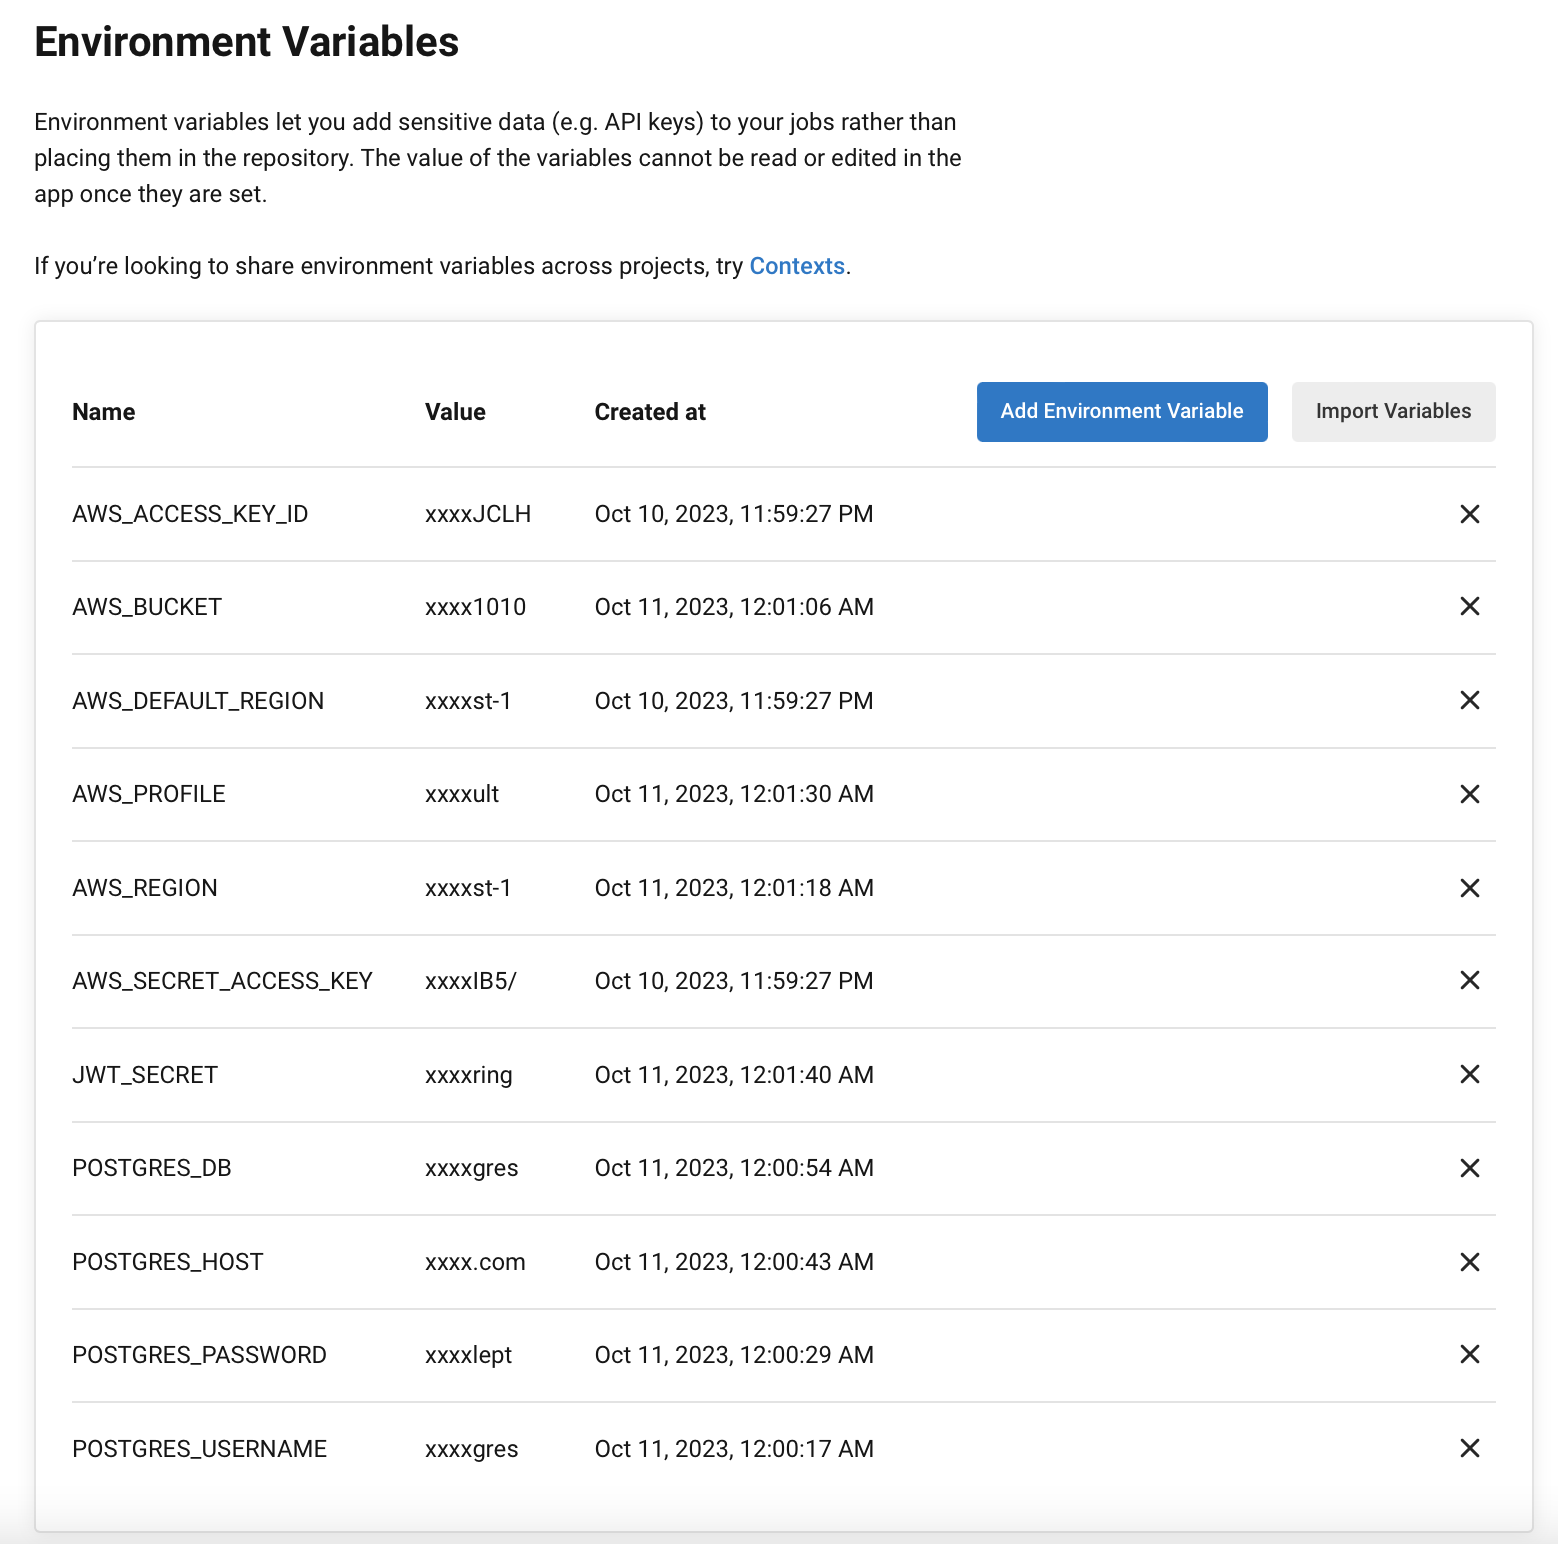 Environment Variables
Environment variables let you add sensitive data (e.g. API keys) to your jobs rather than
placing them in the repository. The value of the variables cannot be read or edited in the
app once they are set.
If you’re looking to share environment variables across projects, try Contexts.
Name Value Created at Add Environment Variable Import Variables
AWS_ACCESS_KEY_ID xxxxJCLH Oct 10, 2023, 11:59:27 PM
AWS_BUCKET xxxx1010 Oct 11, 2023, 12:01:06 AM
AWS_DEFAULT_REGION xxxxst-1 Oct 10, 2023, 11:59:27 PM
AWS_PROFILE xxxxult Oct 11, 2023, 12:01:30 AM
AWS_REGION xxxxst-1 Oct 11, 2023, 12:01:18 AM
AWS_SECRET_ACCESS_KEY xxxxIB5/ Oct 10, 2023, 11:59:27 PM
JWT_SECRET xxxxring Oct 11, 2023, 12:01:40 AM
POSTGRES_DB xxxxgres Oct 11, 2023, 12:00:54 AM
POSTGRES_HOST xxxx.com Oct 11, 2023, 12:00:43 AM
POSTGRES_PASSWORD xxxxlept Oct 11, 2023, 12:00:29 AM
POSTGRES_USERNAME xxxxgres Oct 11, 2023, 12:00:17 AM